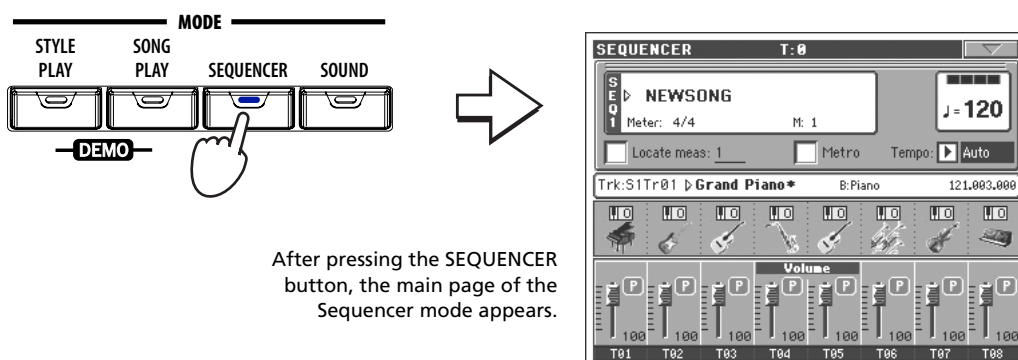 MODE
STYLE PLAY
SONG PLAY
SEQUENCER
SOUND
DEMO
After pressing the SEQUENCER
button, the main page of the
Sequencer mode appears.
SEQUENCER T:0
SEQ1
NEWSONG
Meter: 4/4 M: 1
♩=120
Locate meas: 1 Metro Tempo: Auto
Trk:S1Tr01 Grand Piano* B:Piano 121.003.000
O O O O O O O O
Volume
P P P P P P P P
100 100 100 100 100 100 100 100
T01 T02 T03 T04 T05 T06 T07 T08